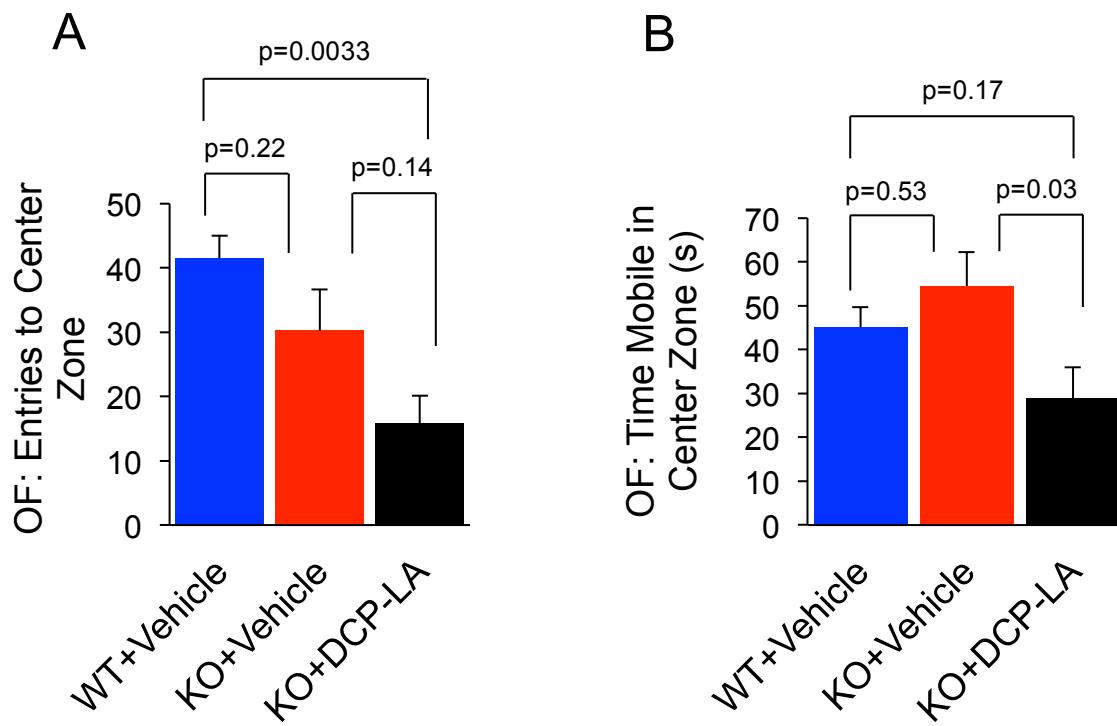 A
p=0.0033
p=0.22
p=0.14
OF: Entries to Center
Zone
50
40
30
20
10
0
WT+Vehicle
KO+Vehicle
KO+DCP-LA
B
p=0.17
p=0.53
p=0.03
OF: Time Mobile in
Center Zone (s)
70
60
50
40
30
20
10
0
WT+Vehicle
KO+Vehicle
KO+DCP-LA